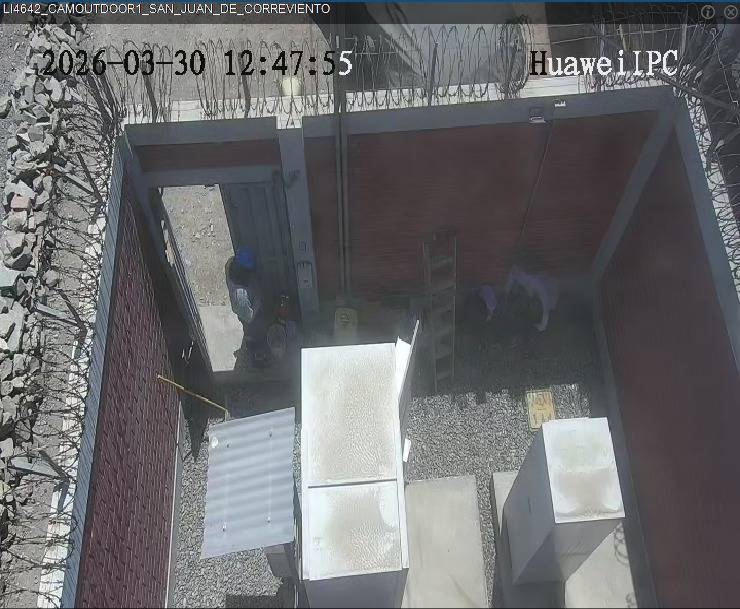 LI4642_CAMOUTDOOR1_SAN_JUAN_DE_CORREVIENTO
2026-03-30 12:47:55
HuaweiIPC